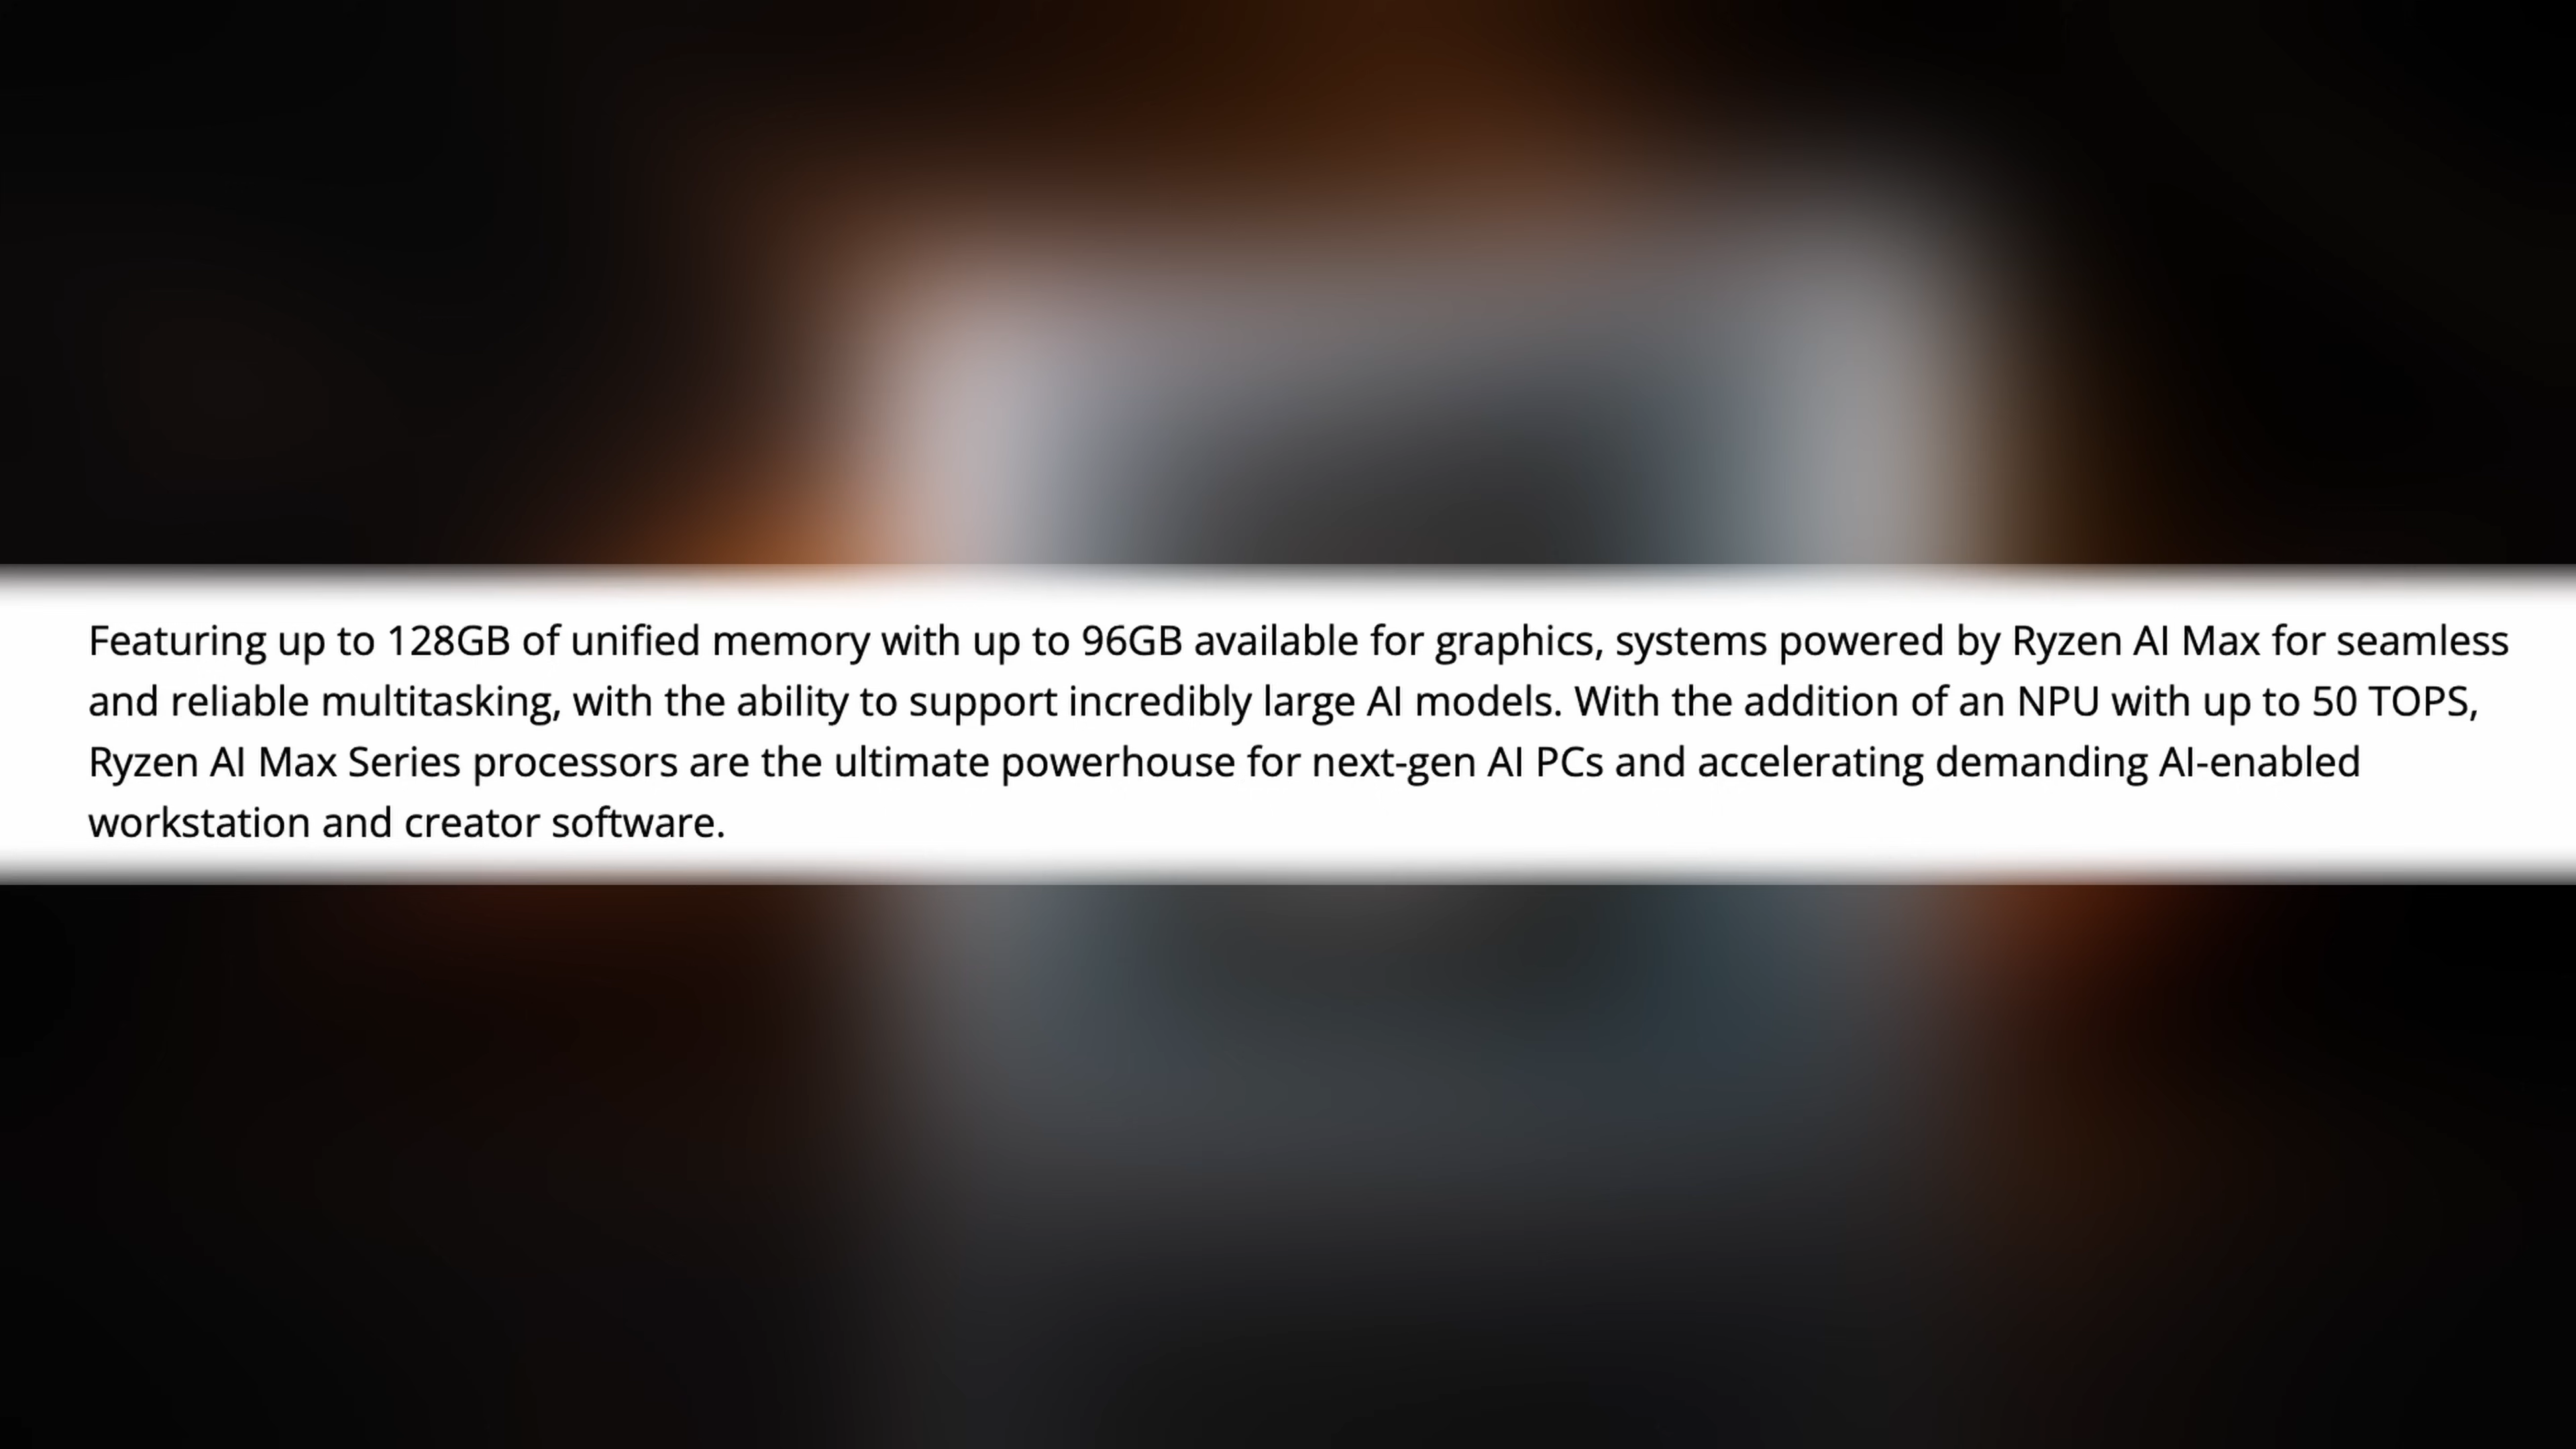 Featuring up to 128GB of unified memory with up to 96GB available for graphics, systems powered by Ryzen AI Max for seamless
and reliable multitasking, with the ability to support incredibly large AI models. With the addition of an NPU with up to 50 TOPS,
Ryzen AI Max Series processors are the ultimate powerhouse for next-gen AI PCs and accelerating demanding AI-enabled
workstation and creator software.